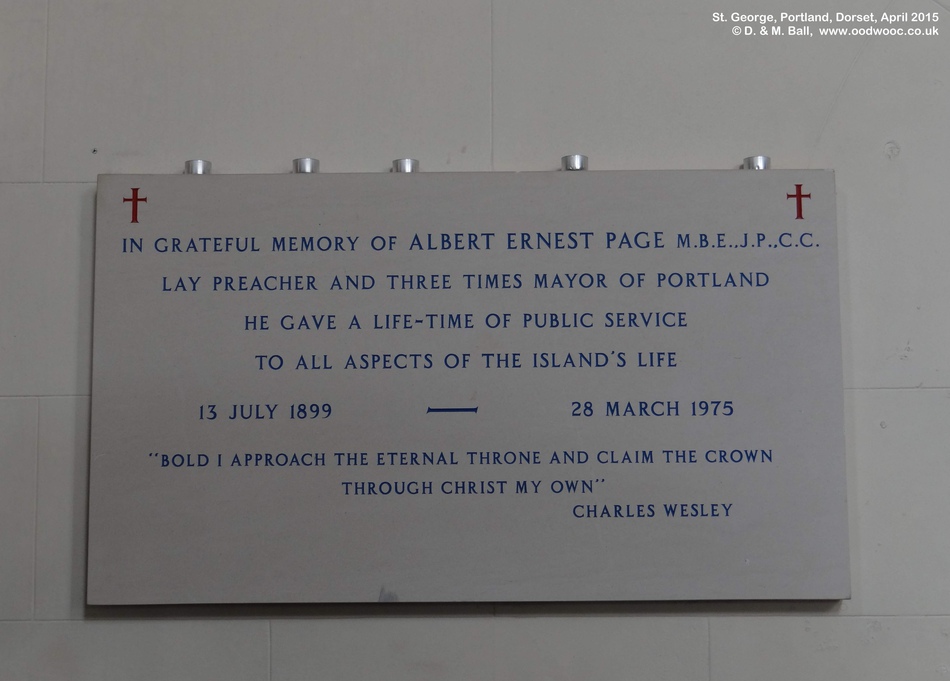 St. George, Portland, Dorset, April 2015
© D. & M. Ball, www.oodwooc.co.uk
IN GRATEFUL MEMORY OF ALBERT ERNEST PAGE M.B.E.,J.P.,C.C.
LAY PREACHER AND THREE TIMES MAYOR OF PORTLAND
HE GAVE A LIFE-TIME OF PUBLIC SERVICE
TO ALL ASPECTS OF THE ISLAND'S LIFE
13 JULY 1899 — 28 MARCH 1975
"BOLD I APPROACH THE ETERNAL THRONE AND CLAIM THE CROWN
THROUGH CHRIST MY OWN"
CHARLES WESLEY